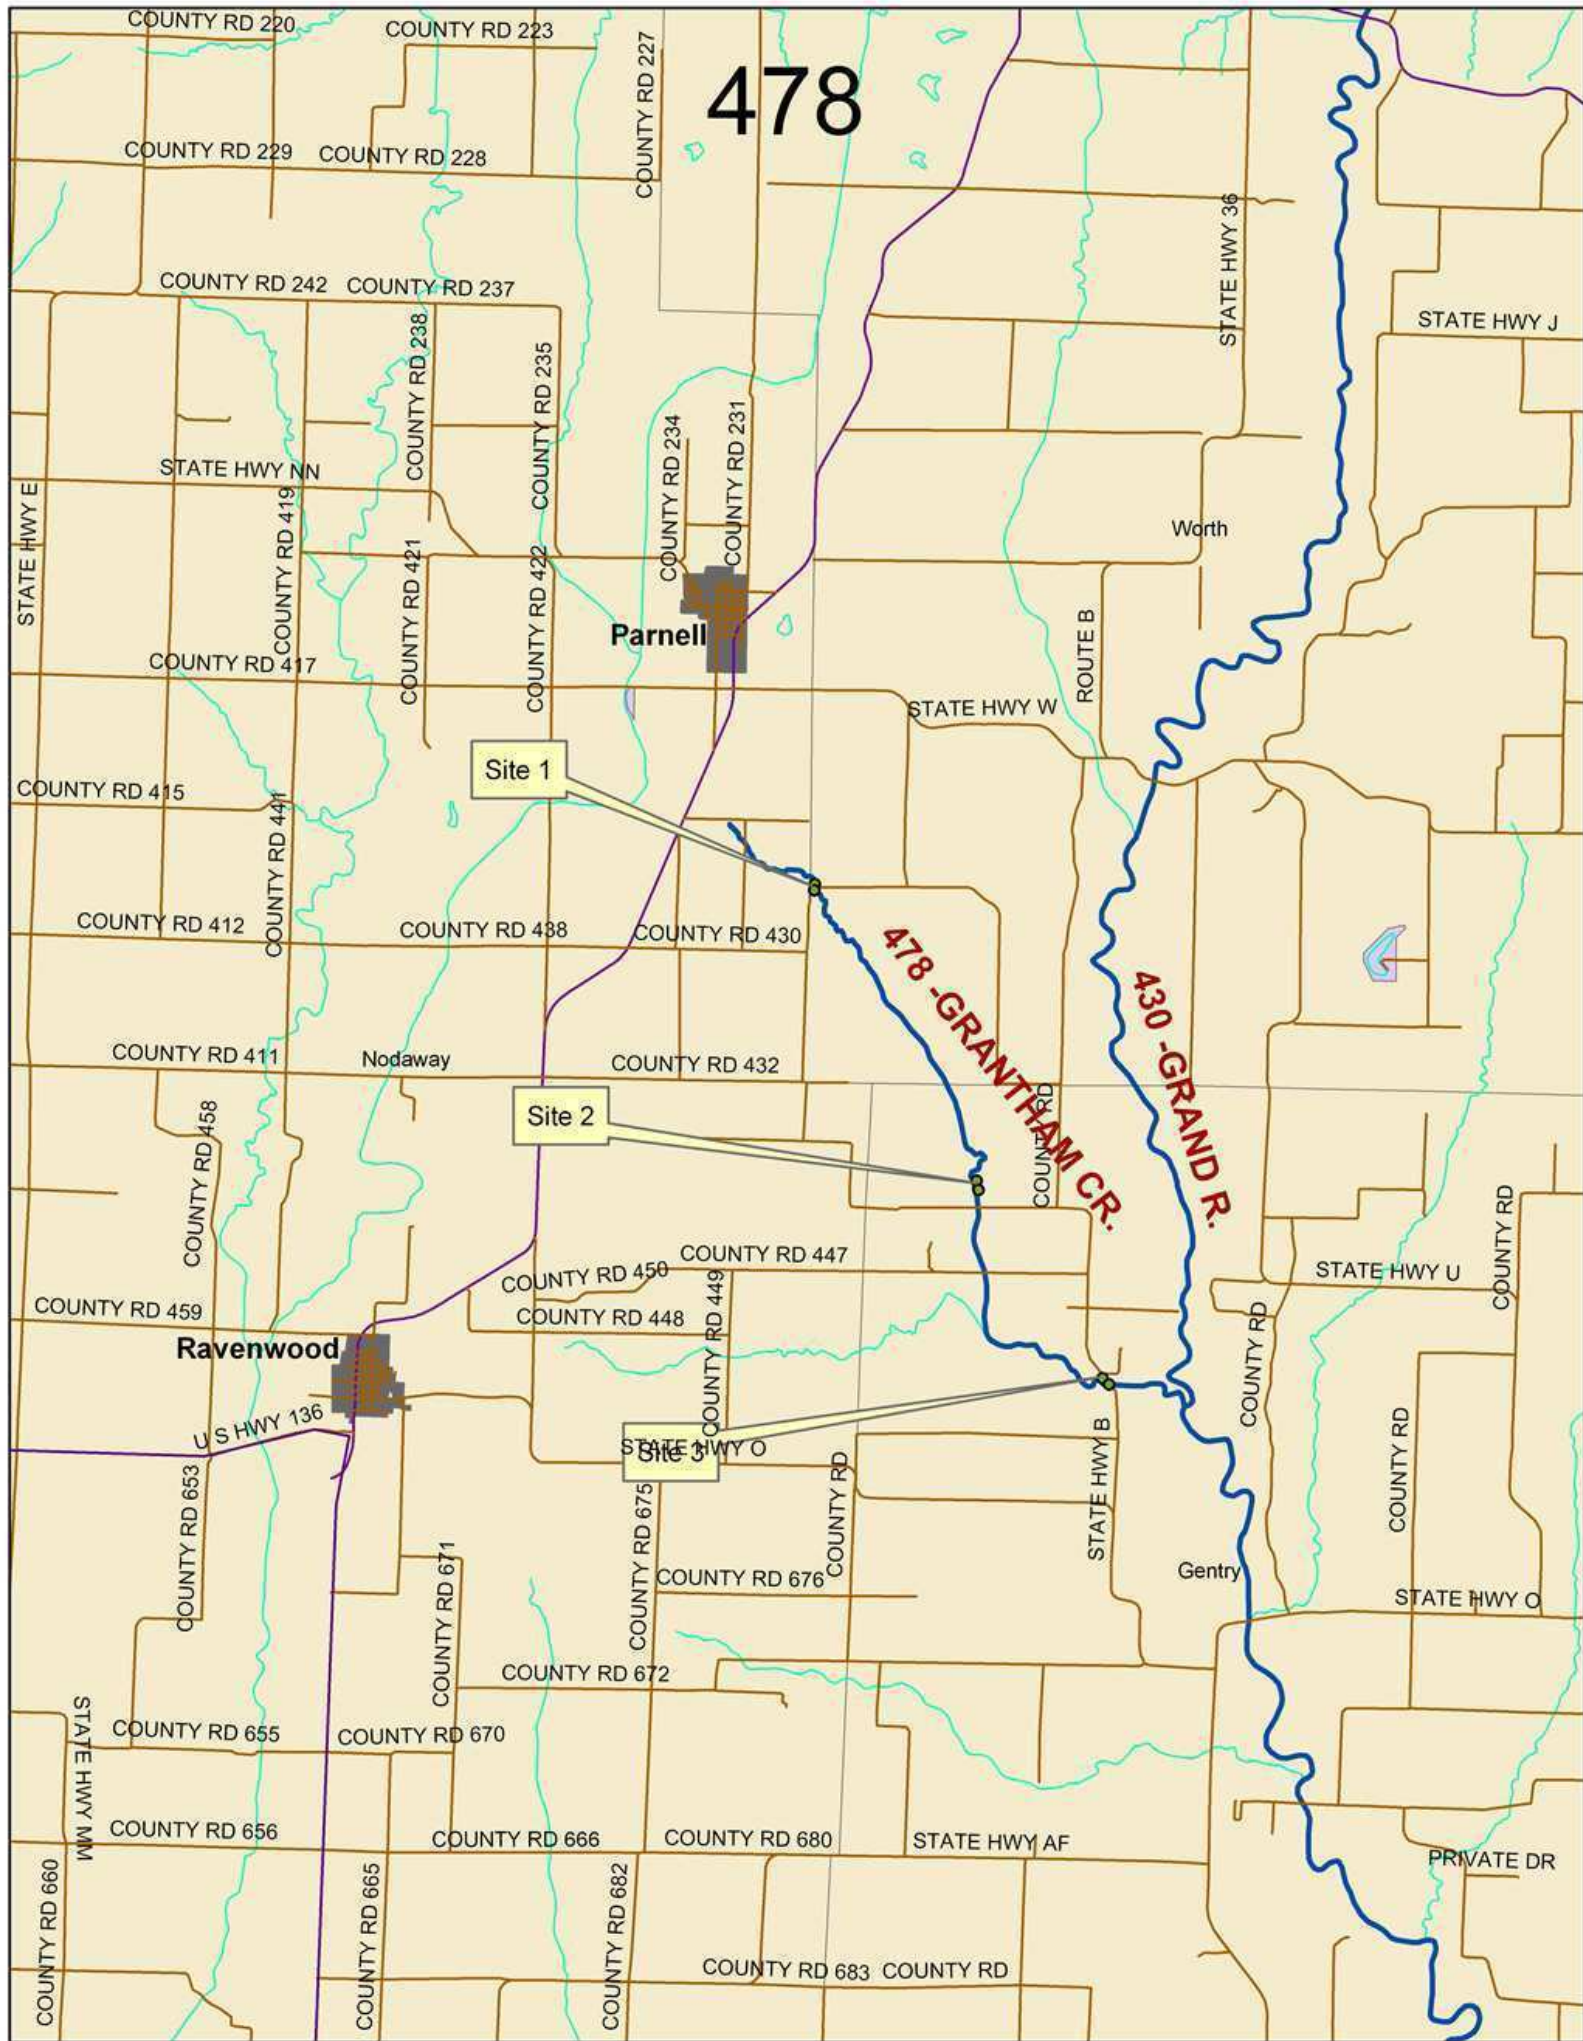 COUNTY RD 220
COUNTY RD 223
COUNTY RD 227
478
COUNTY RD 229
COUNTY RD 228
STATE HWY 36
COUNTY RD 242
COUNTY RD 237
COUNTY RD 238
COUNTY RD 235
STATE HWY J
COUNTY RD 234
COUNTY RD 231
STATE HWY NN
STATE HWY E
COUNTY RD 419
Worth
COUNTY RD 421
COUNTY RD 422
Parnell
ROUTE B
COUNTY RD 417
STATE HWY W
Site 1
COUNTY RD 415
COUNTY RD 441
COUNTY RD 412
COUNTY RD 438
COUNTY RD 430
478 -GRANTHAM CR.
430 -GRAND R.
COUNTY RD 411
Nodaway
COUNTY RD 432
Site 2
COUNTY RD
COUNTY RD 458
COUNTY RD 447
COUNTY RD 450
COUNTY RD 449
STATE HWY U
COUNTY RD
COUNTY RD 459
COUNTY RD 448
COUNTY RD
Ravenwood
U S HWY 136
STATE HWY O
Site 3
STATE HWY B
COUNTY RD
COUNTY RD
COUNTY RD 653
COUNTY RD 675
COUNTY RD 671
COUNTY RD 676
Gentry
STATE HWY O
COUNTY RD 672
STATE HWY MM
COUNTY RD 655
COUNTY RD 670
COUNTY RD 656
COUNTY RD 666
COUNTY RD 680
STATE HWY AF
PRIVATE DR
COUNTY RD 660
COUNTY RD 665
COUNTY RD 682
COUNTY RD 683
COUNTY RD